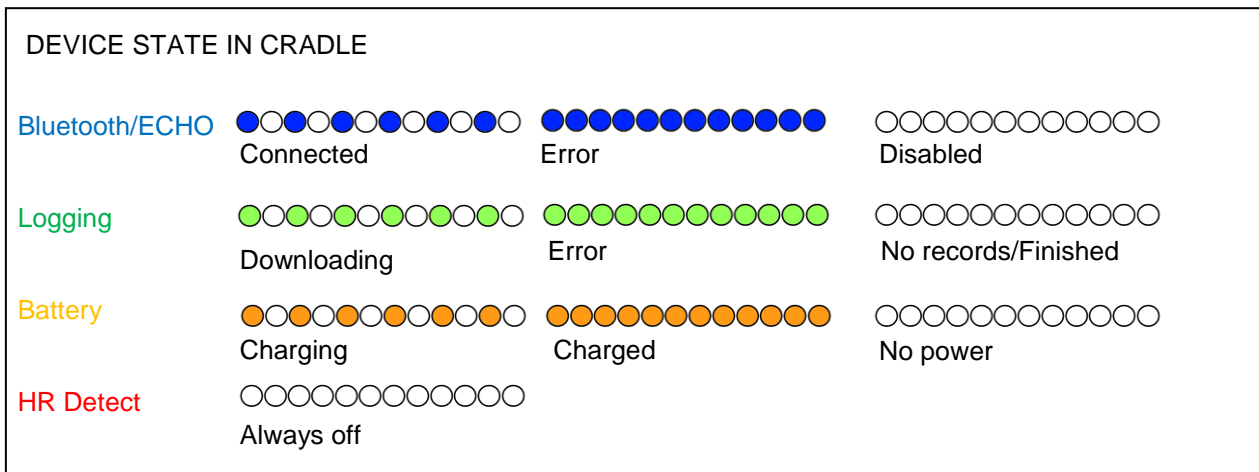 DEVICE STATE IN CRADLE
Bluetooth/ECHO
Connected Error Disabled
Logging
Downloading Error No records/Finished
Battery
Charging Charged No power
HR Detect
Always off